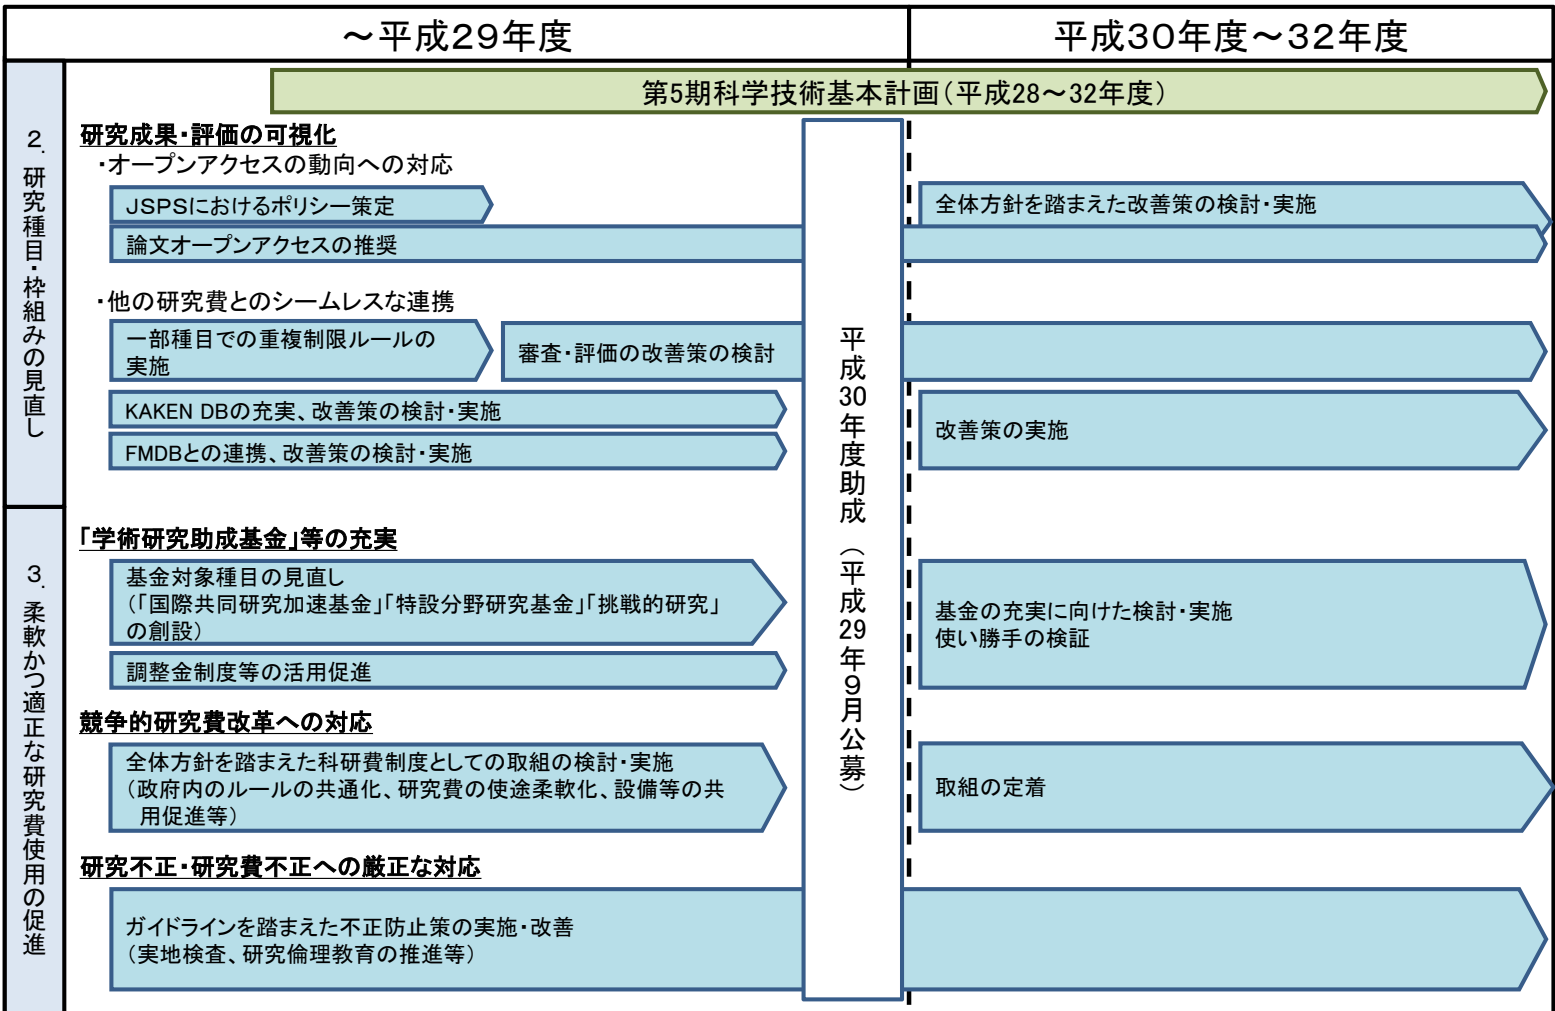 ～平成29年度
平成30年度～32年度
第5期科学技術基本計画（平成28～32年度）
2．研究種目・枠組みの見直し
研究成果・評価の可視化
・オープンアクセスの動向への対応
JSPSにおけるポリシー策定
論文オープンアクセスの推奨
全体方針を踏まえた改善策の検討・実施
・他の研究費とのシームレスな連携
一部種目での重複制限ルールの
実施
審査・評価の改善策の検討
KAKEN DBの充実、改善策の検討・実施
FMDBとの連携、改善策の検討・実施
改善策の実施
平成30年度助成（平成29年9月公募）
3．柔軟かつ適正な研究費使用の促進
「学術研究助成基金」等の充実
基金対象種目の見直し
（「国際共同研究加速基金」「特設分野研究基金」「挑戦的研究」
の創設）
調整金制度等の活用促進
基金の充実に向けた検討・実施
使い勝手の検証
競争的研究費改革への対応
全体方針を踏まえた科研費制度としての取組の検討・実施
（政府内のルールの共通化、研究費の使途柔軟化、設備等の共
用促進等）
取組の定着
研究不正・研究費不正への厳正な対応
ガイドラインを踏まえた不正防止策の実施・改善
（実地検査、研究倫理教育の推進等）